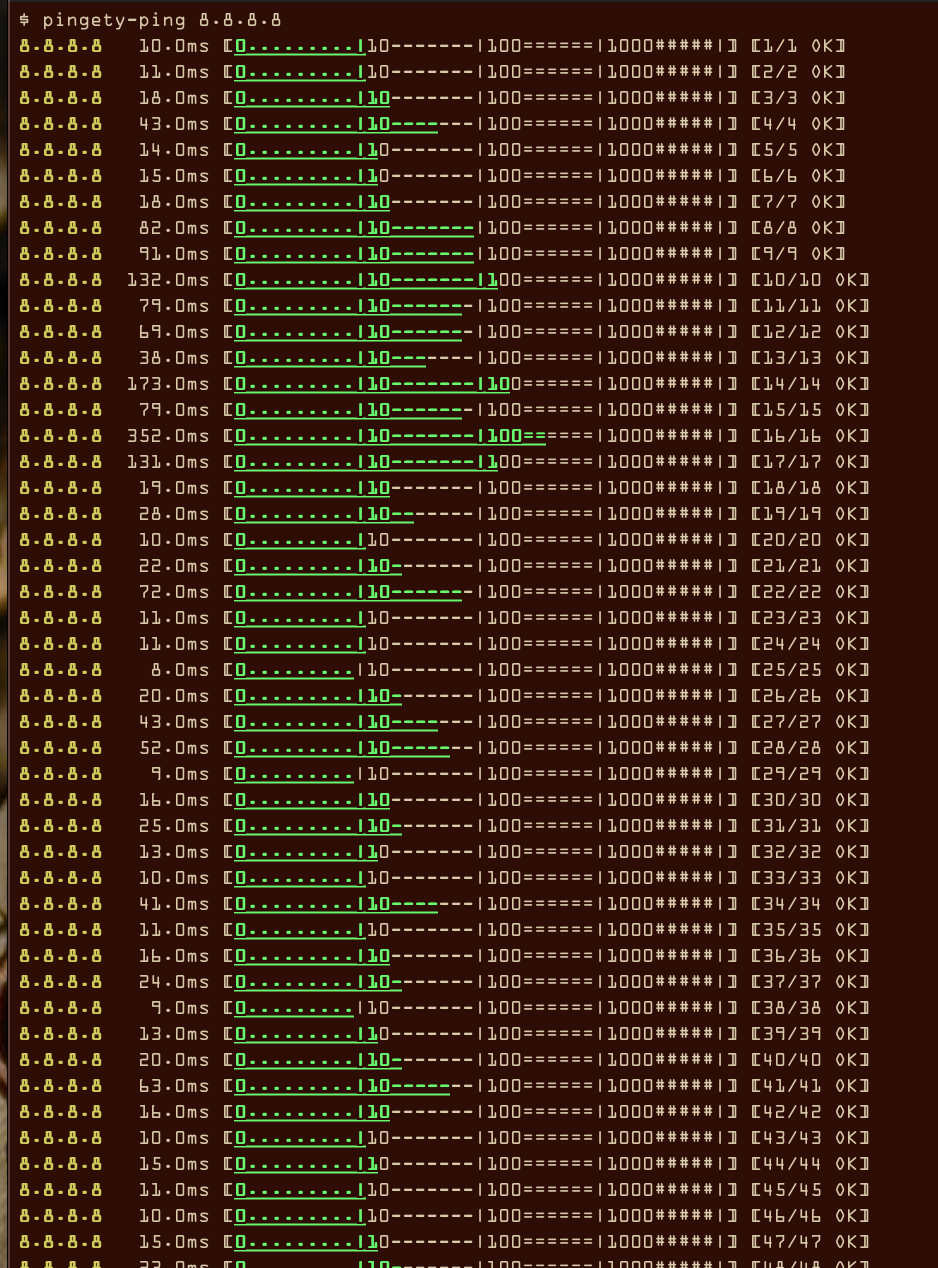 $ pingety-ping 8.8.8.8
8.8.8.8   10.0ms [0.........|10-------|100======|1000#####|] [1/1 OK]
8.8.8.8   11.0ms [0.........|10-------|100======|1000#####|] [2/2 OK]
8.8.8.8   18.0ms [0.........|10-------|100======|1000#####|] [3/3 OK]
8.8.8.8   43.0ms [0.........|10-------|100======|1000#####|] [4/4 OK]
8.8.8.8   14.0ms [0.........|10-------|100======|1000#####|] [5/5 OK]
8.8.8.8   15.0ms [0.........|10-------|100======|1000#####|] [6/6 OK]
8.8.8.8   18.0ms [0.........|10-------|100======|1000#####|] [7/7 OK]
8.8.8.8   82.0ms [0.........|10-------|100======|1000#####|] [8/8 OK]
8.8.8.8   91.0ms [0.........|10-------|100======|1000#####|] [9/9 OK]
8.8.8.8  132.0ms [0.........|10-------|100======|1000#####|] [10/10 OK]
8.8.8.8   79.0ms [0.........|10-------|100======|1000#####|] [11/11 OK]
8.8.8.8   69.0ms [0.........|10-------|100======|1000#####|] [12/12 OK]
8.8.8.8   38.0ms [0.........|10-------|100======|1000#####|] [13/13 OK]
8.8.8.8  173.0ms [0.........|10-------|100======|1000#####|] [14/14 OK]
8.8.8.8   79.0ms [0.........|10-------|100======|1000#####|] [15/15 OK]
8.8.8.8  352.0ms [0.........|10-------|100======|1000#####|] [16/16 OK]
8.8.8.8  131.0ms [0.........|10-------|100======|1000#####|] [17/17 OK]
8.8.8.8   19.0ms [0.........|10-------|100======|1000#####|] [18/18 OK]
8.8.8.8   28.0ms [0.........|10-------|100======|1000#####|] [19/19 OK]
8.8.8.8   10.0ms [0.........|10-------|100======|1000#####|] [20/20 OK]
8.8.8.8   22.0ms [0.........|10-------|100======|1000#####|] [21/21 OK]
8.8.8.8   72.0ms [0.........|10-------|100======|1000#####|] [22/22 OK]
8.8.8.8   11.0ms [0.........|10-------|100======|1000#####|] [23/23 OK]
8.8.8.8   11.0ms [0.........|10-------|100======|1000#####|] [24/24 OK]
8.8.8.8    8.0ms [0.........|10-------|100======|1000#####|] [25/25 OK]
8.8.8.8   20.0ms [0.........|10-------|100======|1000#####|] [26/26 OK]
8.8.8.8   43.0ms [0.........|10-------|100======|1000#####|] [27/27 OK]
8.8.8.8   52.0ms [0.........|10-------|100======|1000#####|] [28/28 OK]
8.8.8.8    9.0ms [0.........|10-------|100======|1000#####|] [29/29 OK]
8.8.8.8   16.0ms [0.........|10-------|100======|1000#####|] [30/30 OK]
8.8.8.8   25.0ms [0.........|10-------|100======|1000#####|] [31/31 OK]
8.8.8.8   13.0ms [0.........|10-------|100======|1000#####|] [32/32 OK]
8.8.8.8   10.0ms [0.........|10-------|100======|1000#####|] [33/33 OK]
8.8.8.8   41.0ms [0.........|10-------|100======|1000#####|] [34/34 OK]
8.8.8.8   11.0ms [0.........|10-------|100======|1000#####|] [35/35 OK]
8.8.8.8   16.0ms [0.........|10-------|100======|1000#####|] [36/36 OK]
8.8.8.8   24.0ms [0.........|10-------|100======|1000#####|] [37/37 OK]
8.8.8.8    9.0ms [0.........|10-------|100======|1000#####|] [38/38 OK]
8.8.8.8   13.0ms [0.........|10-------|100======|1000#####|] [39/39 OK]
8.8.8.8   20.0ms [0.........|10-------|100======|1000#####|] [40/40 OK]
8.8.8.8   63.0ms [0.........|10-------|100======|1000#####|] [41/41 OK]
8.8.8.8   16.0ms [0.........|10-------|100======|1000#####|] [42/42 OK]
8.8.8.8   10.0ms [0.........|10-------|100======|1000#####|] [43/43 OK]
8.8.8.8   15.0ms [0.........|10-------|100======|1000#####|] [44/44 OK]
8.8.8.8   11.0ms [0.........|10-------|100======|1000#####|] [45/45 OK]
8.8.8.8   10.0ms [0.........|10-------|100======|1000#####|] [46/46 OK]
8.8.8.8   15.0ms [0.........|10-------|100======|1000#####|] [47/47 OK]